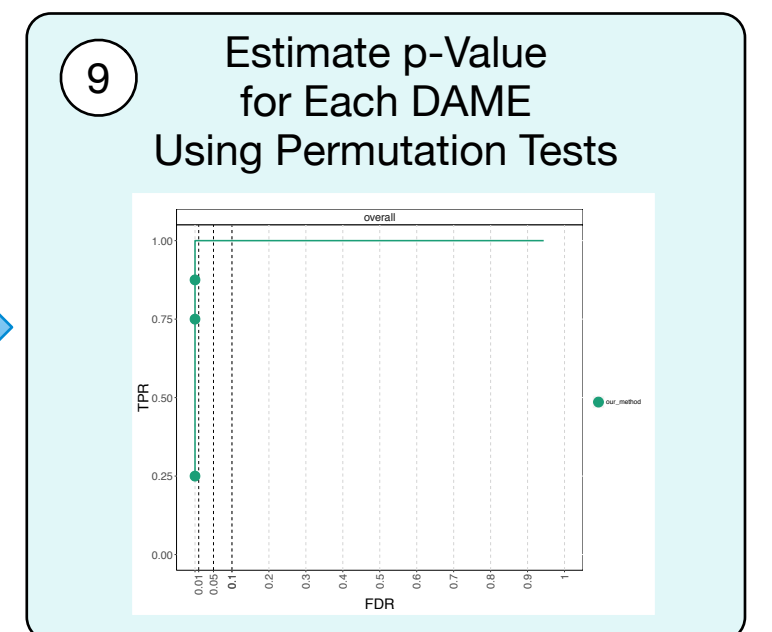 9
Estimate p-Value
for Each DAME
Using Permutation Tests
overall
1.00
0.75
0.50
0.25
0.00
TPR
0.01
0.05
0.1
0.2
0.3
0.4
0.5
0.6
0.7
0.8
0.9
1
FDR
our_method